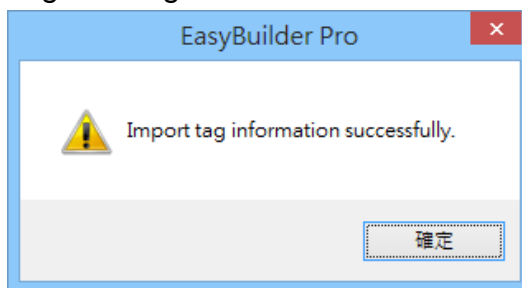 EasyBuilder Pro
Import tag information successfully.
確定